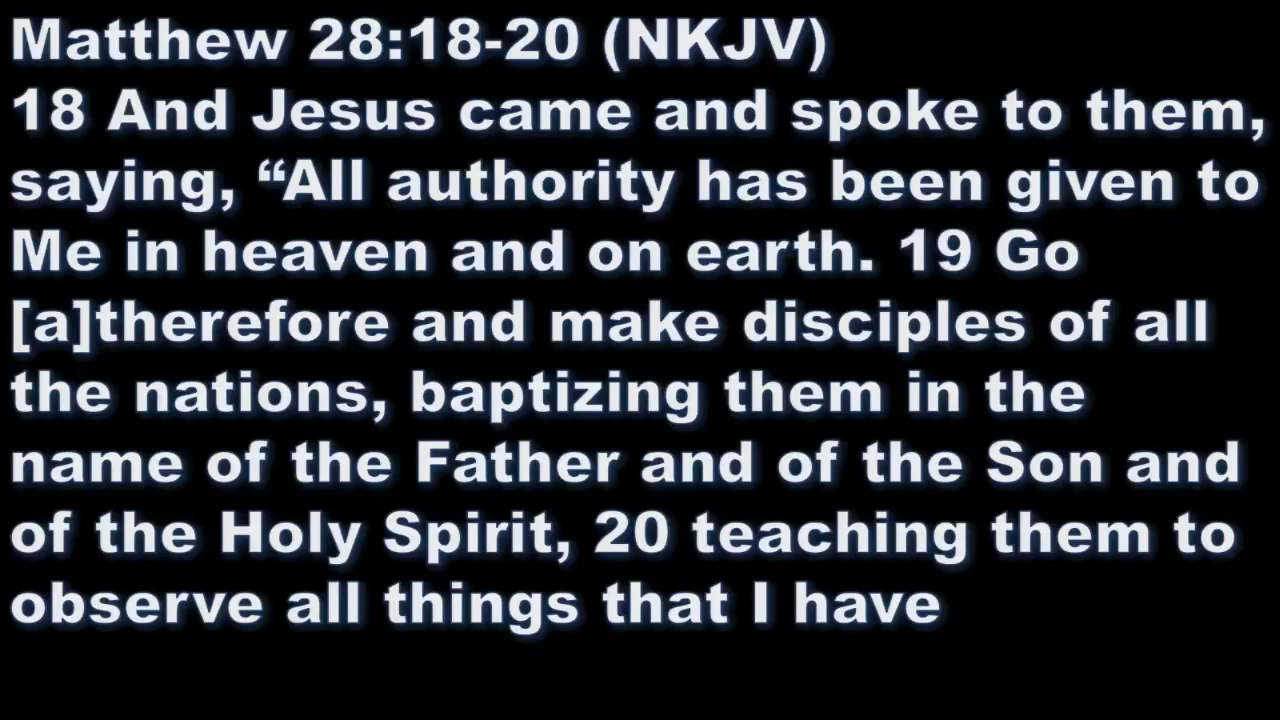 Matthew 28:18-20 (NKJV)
18 And Jesus came and spoke to them,
saying, “All authority has been given to
Me in heaven and on earth. 19 Go
[a]therefore and make disciples of all
the nations, baptizing them in the
name of the Father and of the Son and
of the Holy Spirit, 20 teaching them to
observe all things that I have